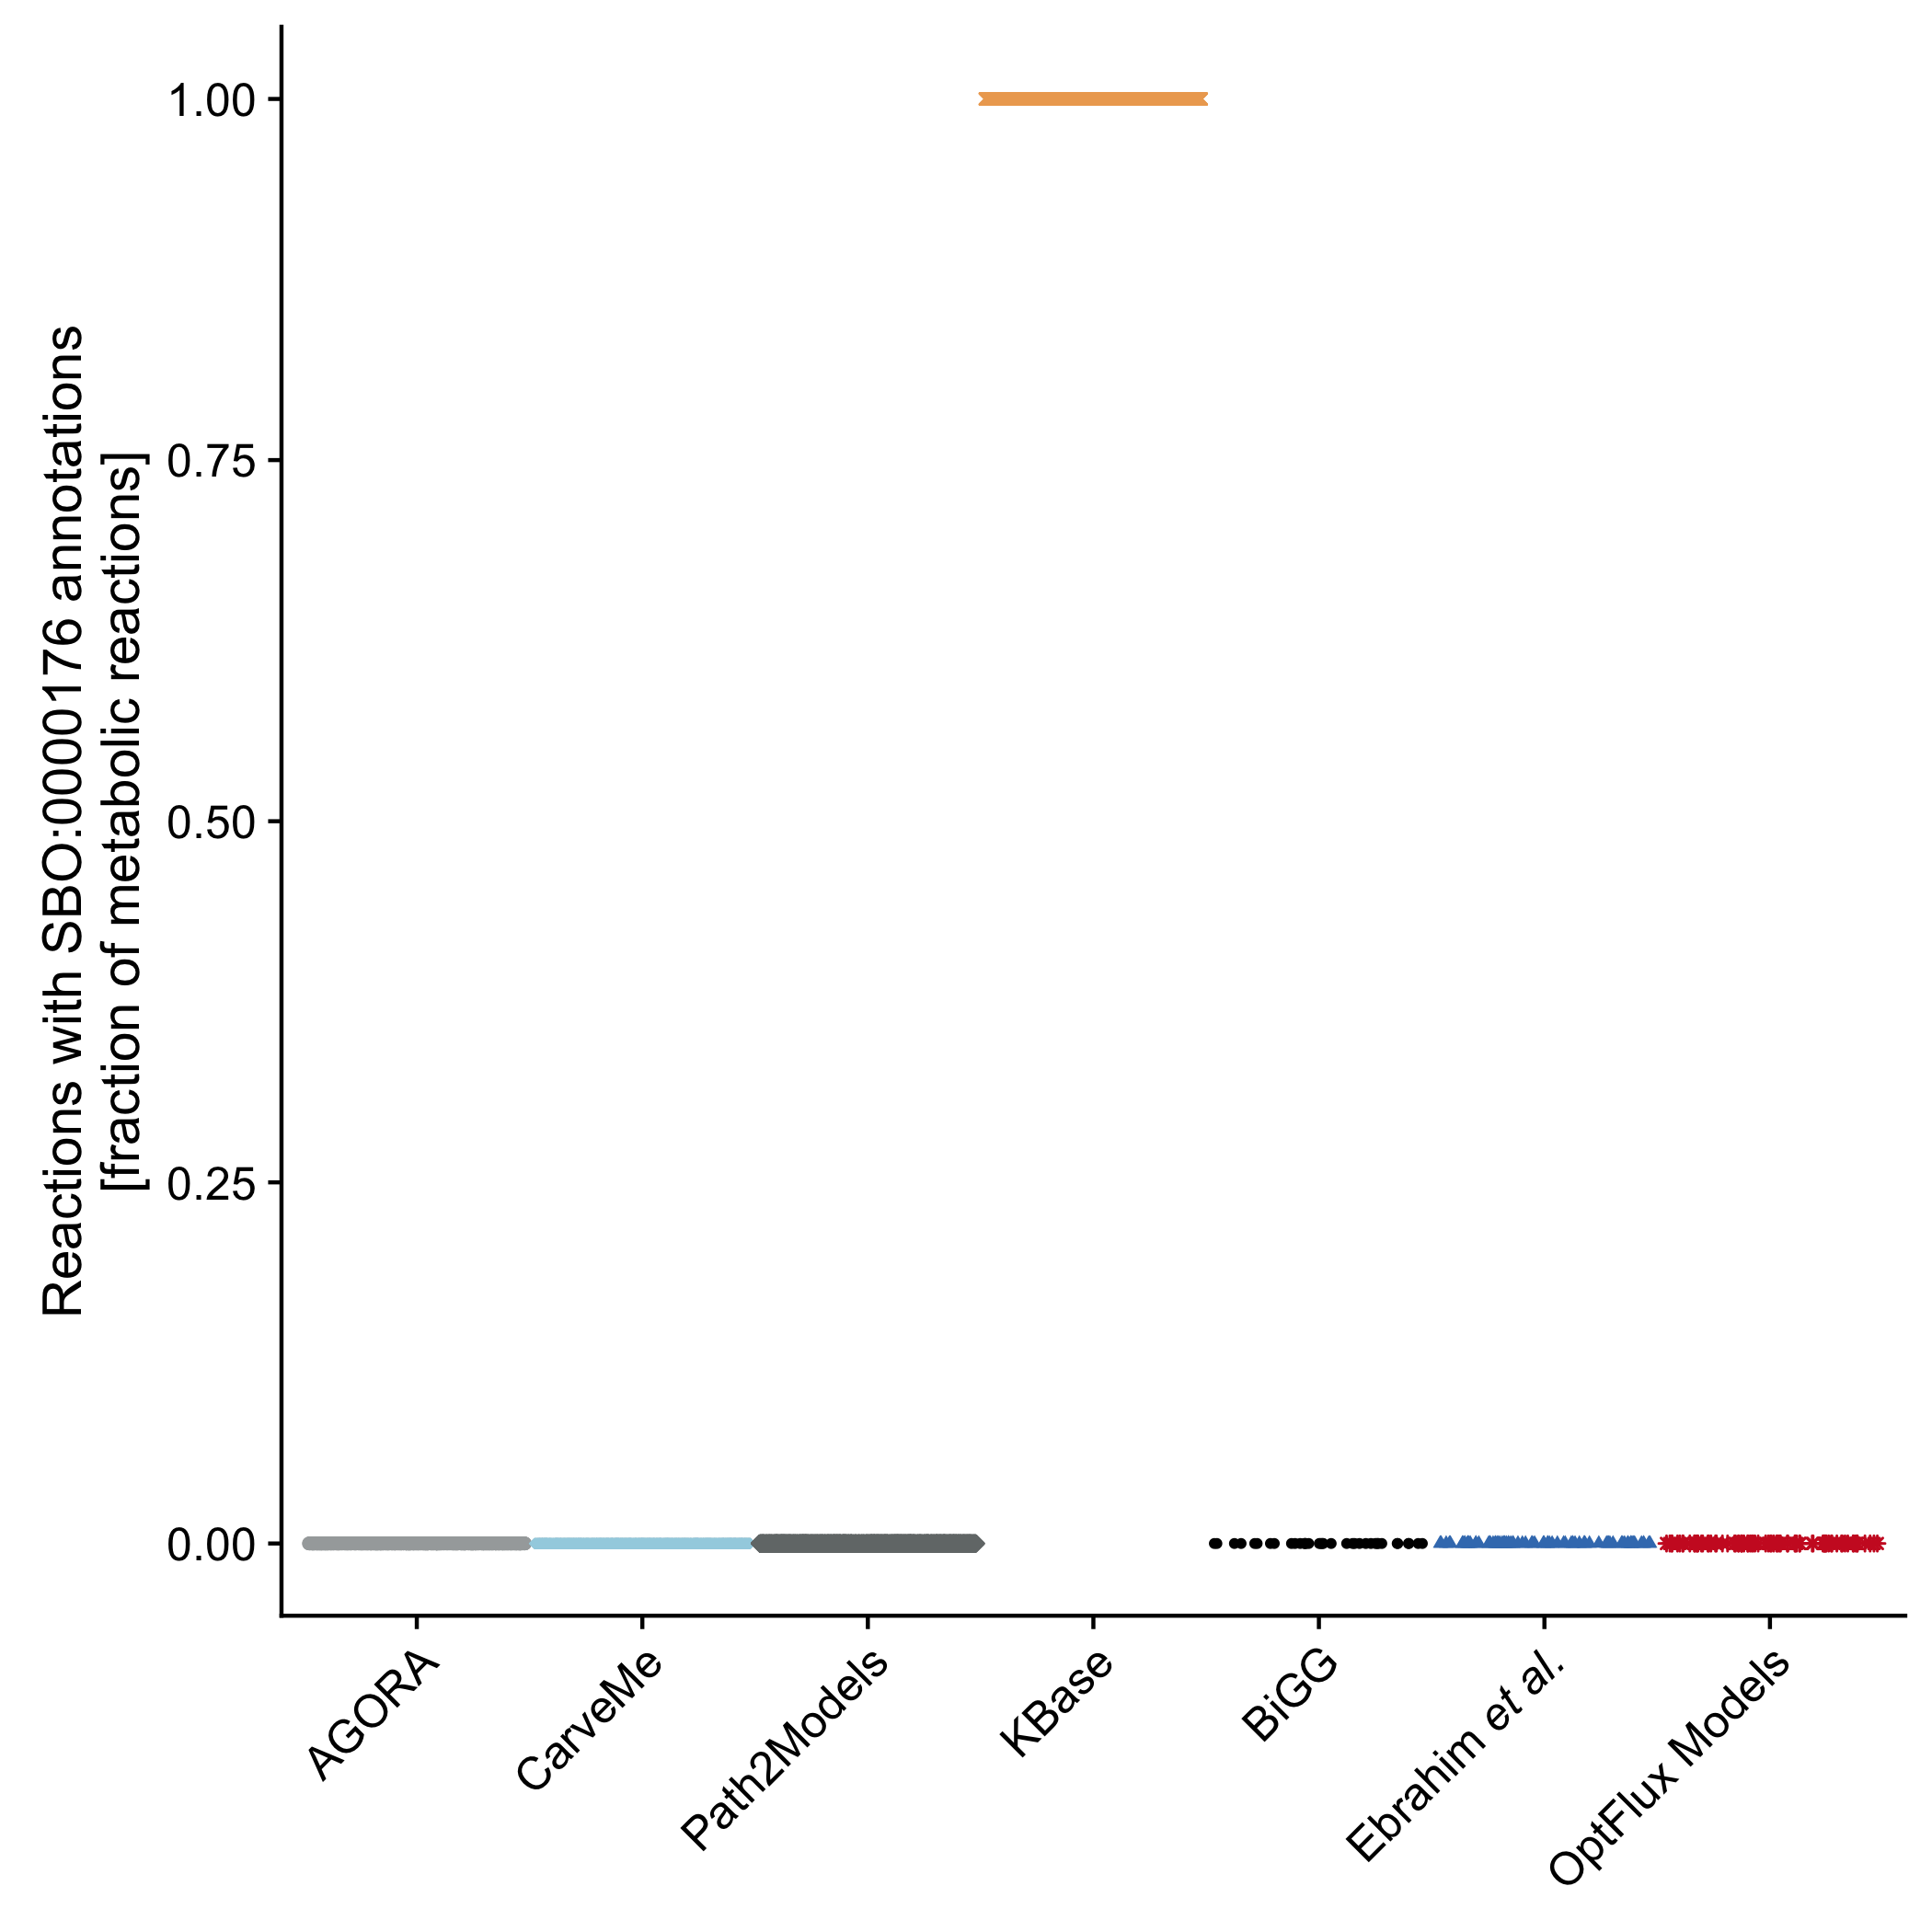 Reactions with SBO:0000176 annotations
[fraction of metabolic reactions]
1.00
0.75
0.50
0.25
0.00
AGORA
CarveMe
Path2Models
KBase
BiGG
Ebrahim et al.
OptFlux Models